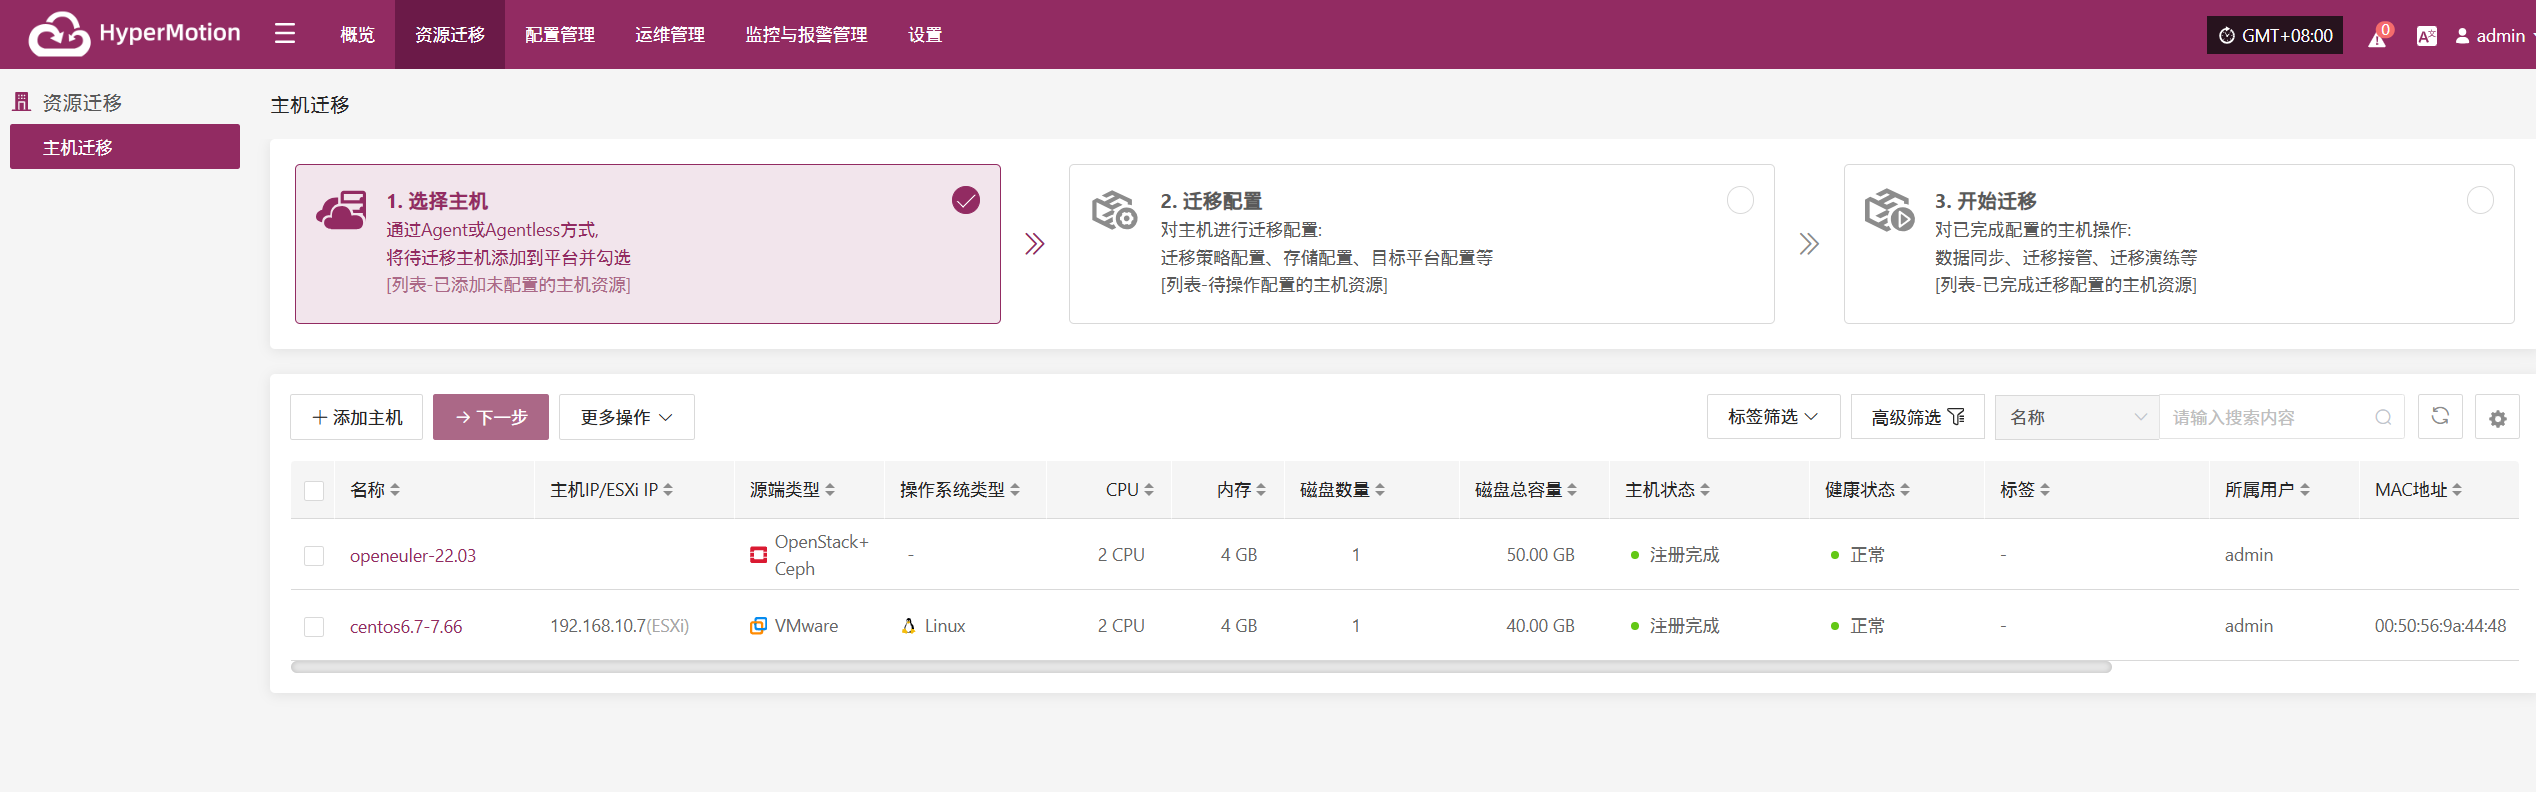 HyperMotion
概览
资源迁移
配置管理
运维管理
监控与报警管理
设置
GMT+08:00
0
admin
资源迁移
主机迁移
主机迁移
1. 选择主机
通过Agent或Agentless方式,
将待迁移主机添加到平台并勾选
[列表-已添加未配置的主机资源]
2. 迁移配置
对主机进行迁移配置:
迁移策略配置、存储配置、目标平台配置等
[列表-待操作配置的主机资源]
3. 开始迁移
对已完成配置的主机操作:
数据同步、迁移接管、迁移演练等
[列表-已完成迁移配置的主机资源]
添加主机
下一步
更多操作
标签筛选
高级筛选
名称
请输入搜索内容
名称 主机IP/ESXi IP 源端类型 操作系统类型 CPU 内存 磁盘数量 磁盘总容量 主机状态 健康状态 标签 所属用户 MAC地址
openeuler-22.03 OpenStack+ Ceph - 2 CPU 4 GB 1 50.00 GB 注册完成 正常 - admin
centos6.7-7.66 192.168.10.7(ESXi) VMware Linux 2 CPU 4 GB 1 40.00 GB 注册完成 正常 - admin 00:50:56:9a:44:48